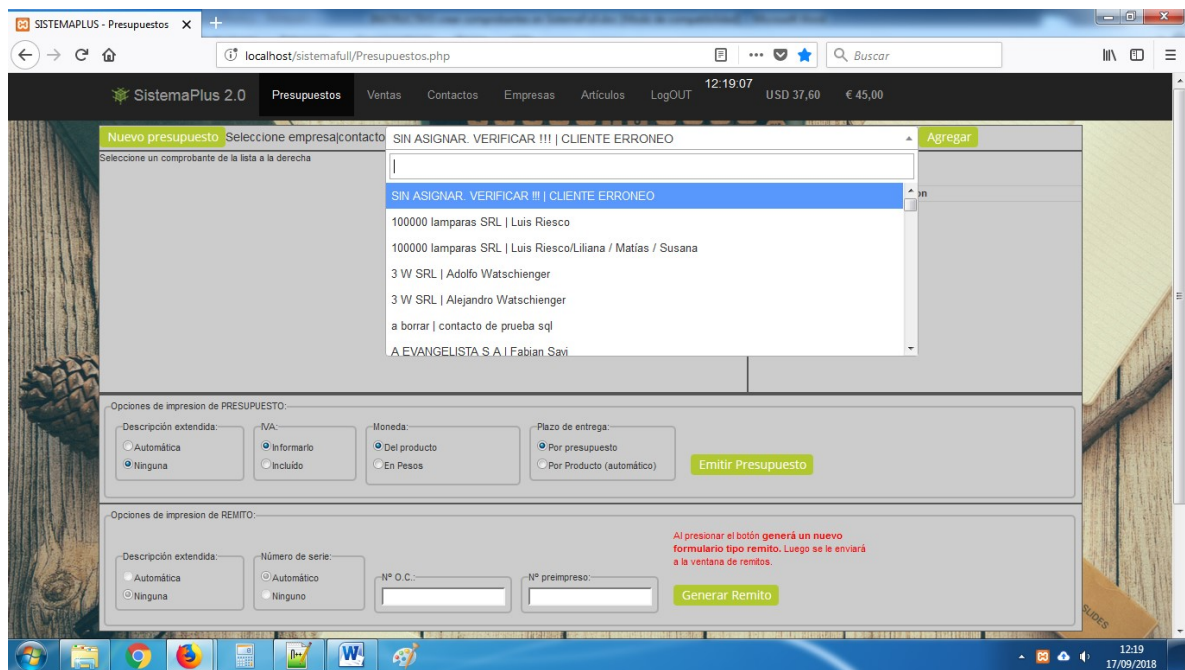 SISTEMAPLUS - Presupuestos
localhost/sistemafull/Presupuestos.php
Buscar
SistemaPlus 2.0 Presupuestos Ventas Contactos Empresas Artículos LogOUT 12:19:07 USD 37,60 € 45,00
Nuevo presupuesto Seleccione empresa|contacto SIN ASIGNAR. VERIFICAR !!! | CLIENTE ERRONEO Agregar
Seleccione un comprobante de la lista a la derecha
SIN ASIGNAR. VERIFICAR !!! | CLIENTE ERRONEO
100000 lamparas SRL | Luis Riesco
100000 lamparas SRL | Luis Riesco/Liliana / Matías / Susana
3 W SRL | Adolfo Watschienger
3 W SRL | Alejandro Watschienger
a borrar | contacto de prueba sql
A EVANGELISTA S A | Fabian Savi
Opciones de impresion de PRESUPUESTO:
Descripción extendida: IVA: Moneda: Plazo de entrega:
Automática Informarlo Del producto Por presupuesto
Ninguna Incluído En Pesos Por Producto (automático) Emitir Presupuesto
Opciones de impresion de REMITO:
Al presionar el botón generá un nuevo
formulario tipo remito. Luego se le enviará
a la ventana de remitos.
Descripción extendida: Número de serie:
Automática Automático Nº O.C.: Nº preimpreso:
Ninguna Ninguno Generar Remito
SLIDES
12:19
17/09/2018